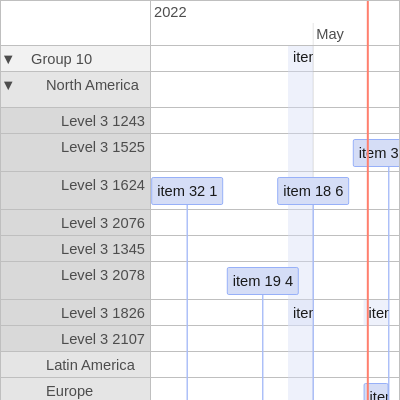 2022
May
▼ Group 10
iter
▼ North America
Level 3 1243
Level 3 1525
item 3
Level 3 1624
item 32 1
item 18 6
Level 3 2076
Level 3 1345
Level 3 2078
item 19 4
Level 3 1826
iter
iter
Level 3 2107
Latin America
Europe